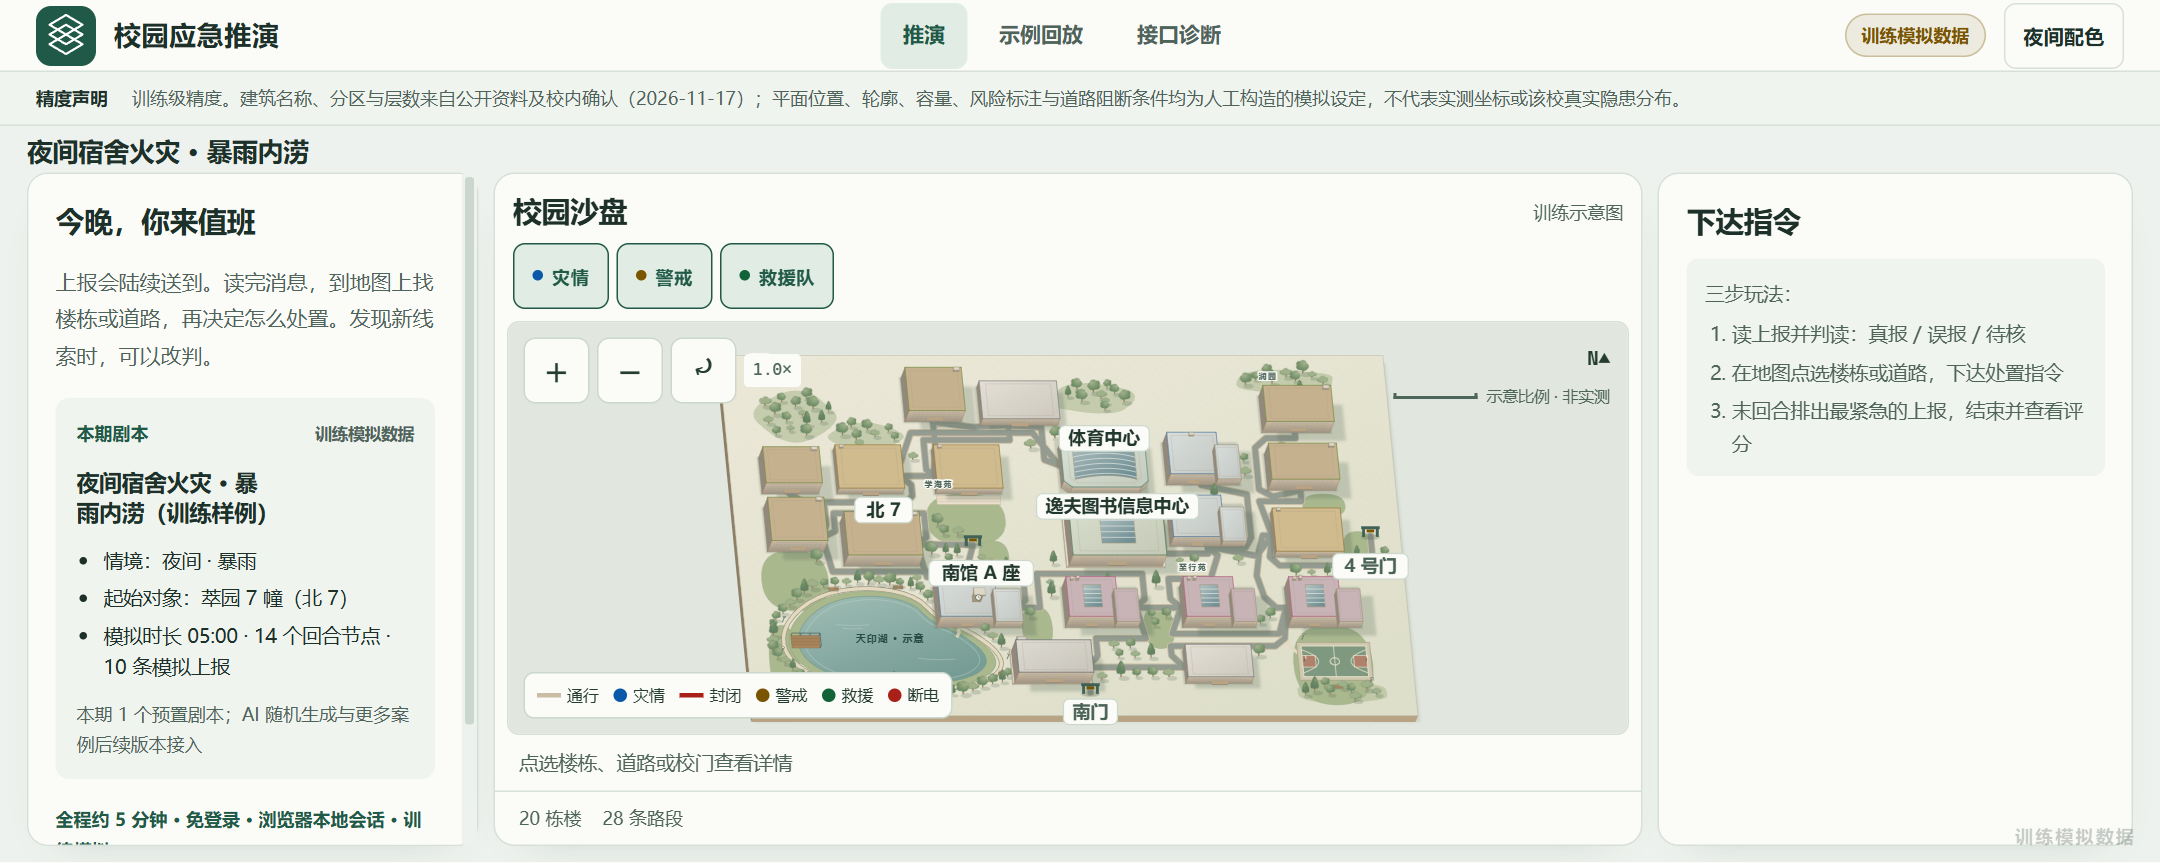 校园应急推演
推演
示例回放
接口诊断
训练模拟数据
夜间配色
精度声明 训练级精度。建筑名称、分区与层数来自公开资料及校内确认（2026-11-17）；平面位置、轮廓、容量、风险标注与道路阻断条件均为人工构造的模拟设定，不代表实测坐标或该校真实隐患分布。
夜间宿舍火灾・暴雨内涝
今晚，你来值班
上报会陆续送到。读完消息，到地图上找
楼栋或道路，再决定怎么处置。发现新线
索时，可以改判。
本期剧本 训练模拟数据
夜间宿舍火灾・暴
雨内涝（训练样例）
• 情境：夜间 · 暴雨
• 起始对象：萃园 7 幢（北 7）
• 模拟时长 05:00 · 14 个回合节点 ·
10 条模拟上报
本期 1 个预置剧本；AI 随机生成与更多案
例后续版本接入
全程约 5 分钟・免登录・浏览器本地会话・训
校园沙盘
训练示意图
灾情
警戒
救援队
+
−
1.0×
N▲
示意比例 · 非实测
润园
体育中心
学海苑
北 7
逸夫图书信息中心
南馆 A 座
至行苑
4 号门
天印湖・示意
南门
通行 灾情 封闭 警戒 救援 断电
点选楼栋、道路或校门查看详情
20 栋楼 28 条路段
下达指令
三步玩法：
1. 读上报并判读：真报 / 误报 / 待核
2. 在地图点选楼栋或道路，下达处置指令
3. 末回合排出最紧急的上报，结束并查看评
分
训练模拟数据